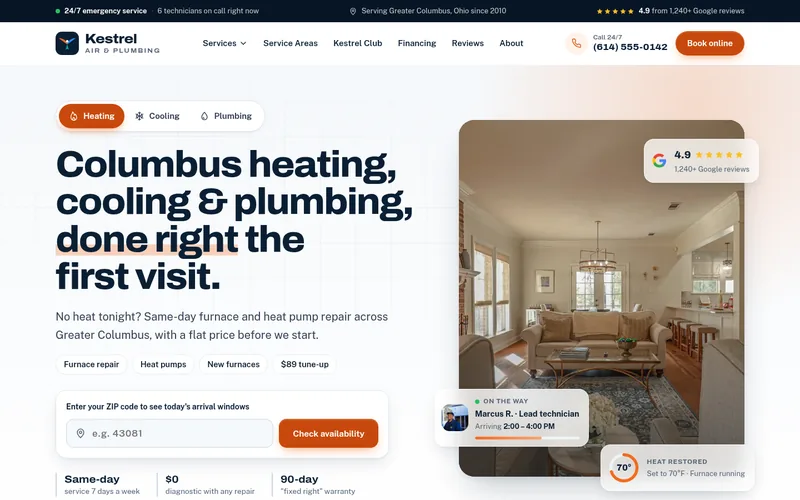 24/7 emergency service · 6 technicians on call right now
Serving Greater Columbus, Ohio since 2010
4.9 from 1,240+ Google reviews
Kestrel
AIR & PLUMBING
Services
Service Areas
Kestrel Club
Financing
Reviews
About
Call 24/7
(614) 555-0142
Book online
Heating
Cooling
Plumbing
Columbus heating,
cooling & plumbing,
done right the
first visit.
No heat tonight? Same-day furnace and heat pump repair across
Greater Columbus, with a flat price before we start.
Furnace repair
Heat pumps
New furnaces
$89 tune-up
Enter your ZIP code to see today's arrival windows
e.g. 43081
Check availability
Same-day
service 7 days a week
$0
diagnostic with any repair
90-day
"fixed right" warranty
4.9
1,240+ Google reviews
ON THE WAY
Marcus R. · Lead technician
Arriving 2:00 – 4:00 PM
70°
HEAT RESTORED
Set to 70°F · Furnace running